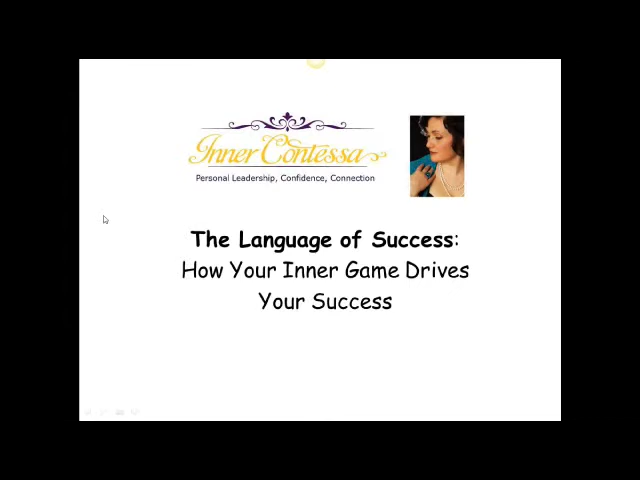 Inner Contessa
Personal Leadership, Confidence, Connection
The Language of Success:
How Your Inner Game Drives
Your Success